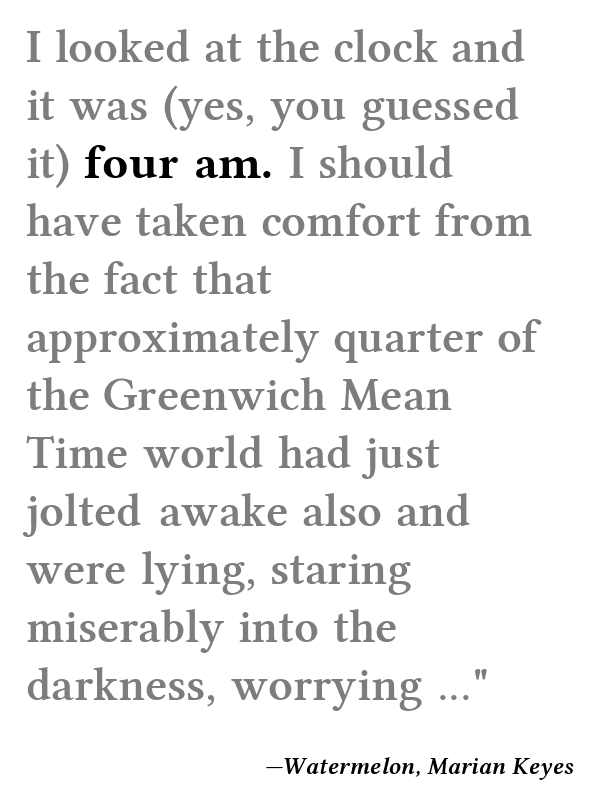 I looked at the clock and
it was (yes, you guessed
it) four am. I should
have taken comfort from
the fact that
approximately quarter of
the Greenwich Mean
Time world had just
jolted awake also and
were lying, staring
miserably into the
darkness, worrying ..."
—Watermelon, Marian Keyes